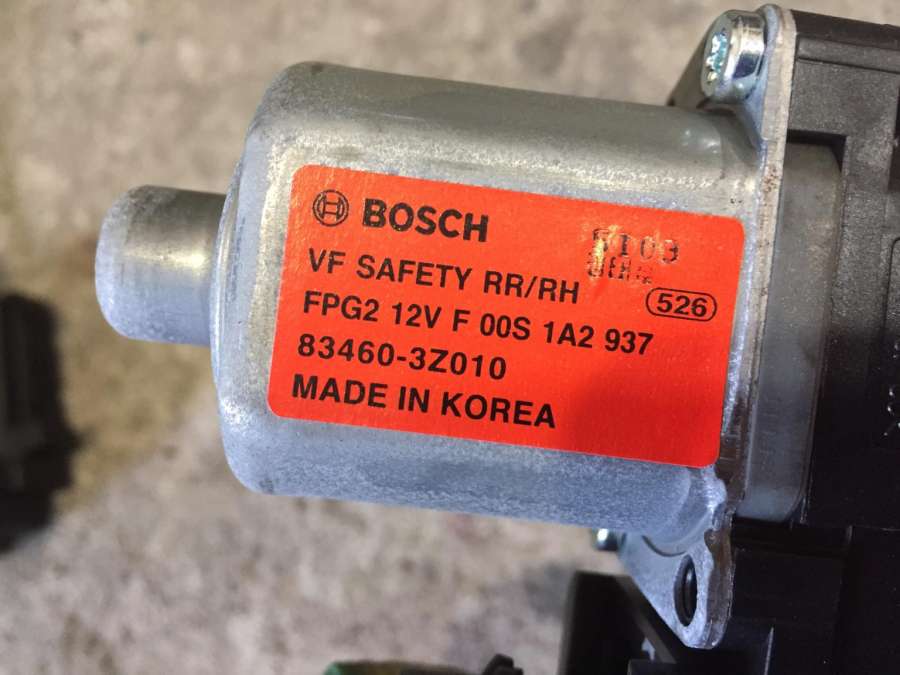 BOSCH
VF SAFETY RR/RH
526
FPG2 12V F 00S 1A2 937
83460-3Z010
MADE IN KOREA